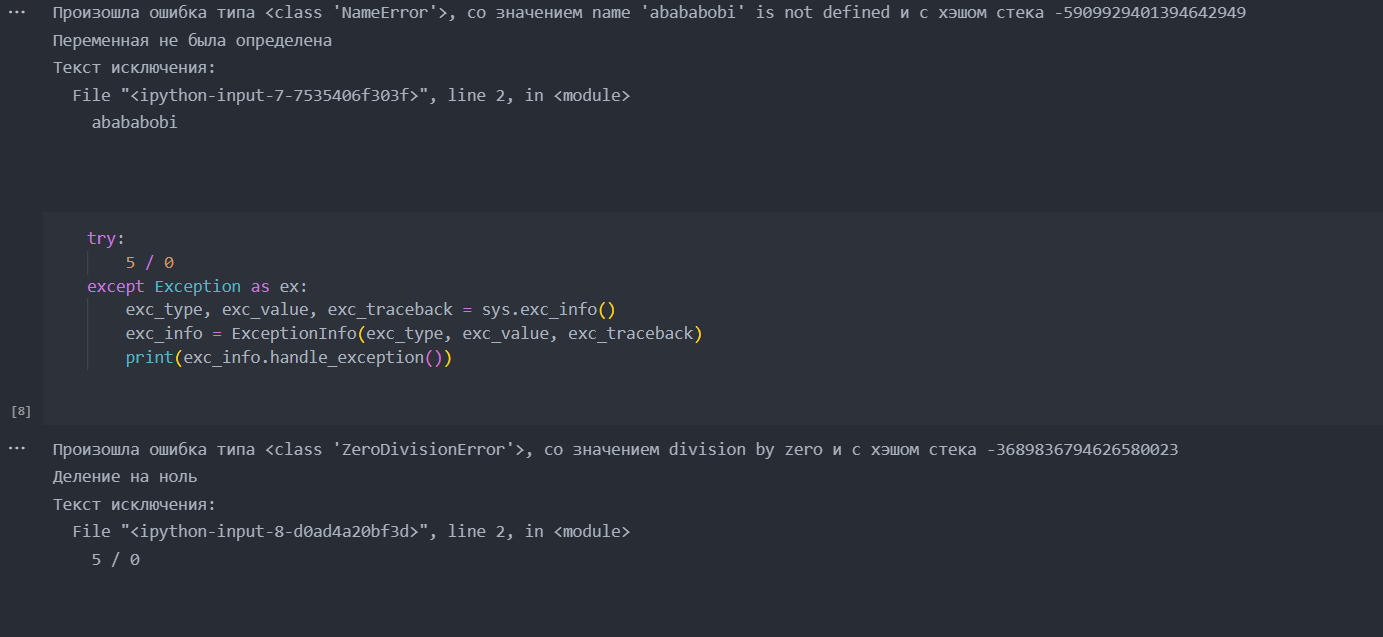 Произошла ошибка типа <class 'NameError'>, со значением name 'abababobi' is not defined и с хэшом стека -5909929401394642949
Переменная не была определена
Текст исключения:
File "<ipython-input-7-7535406f303f>", line 2, in <module>
abababobi
try:
5 / 0
except Exception as ex:
exc_type, exc_value, exc_traceback = sys.exc_info()
exc_info = ExceptionInfo(exc_type, exc_value, exc_traceback)
print(exc_info.handle_exception())
[8]
Произошла ошибка типа <class 'ZeroDivisionError'>, со значением division by zero и с хэшом стека -3689836794626580023
Деление на ноль
Текст исключения:
File "<ipython-input-8-d0ad4a20bf3d>", line 2, in <module>
5 / 0